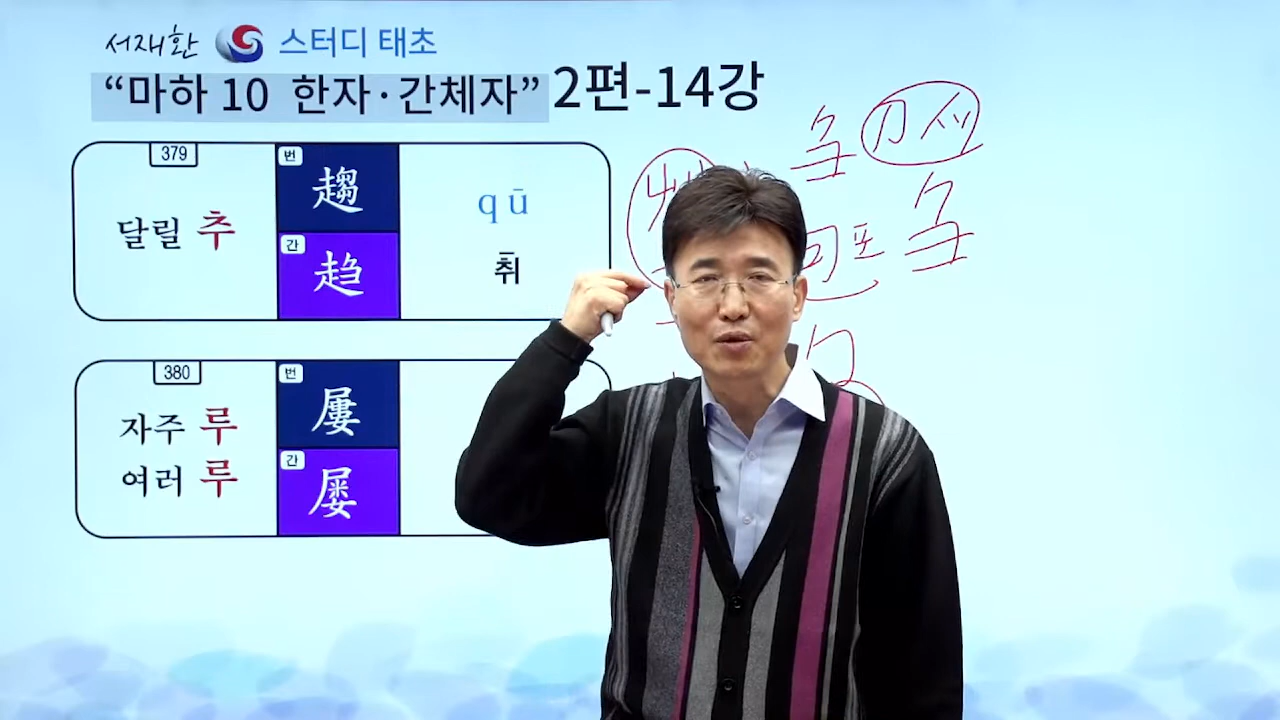 서재환 스터디 태초
“마하 10 한자·간체자” 2편-14강
379
달릴 추
번 趨
간 趋
qū
취
380
자주 루
여러 루
번 屢
간 屡
刀